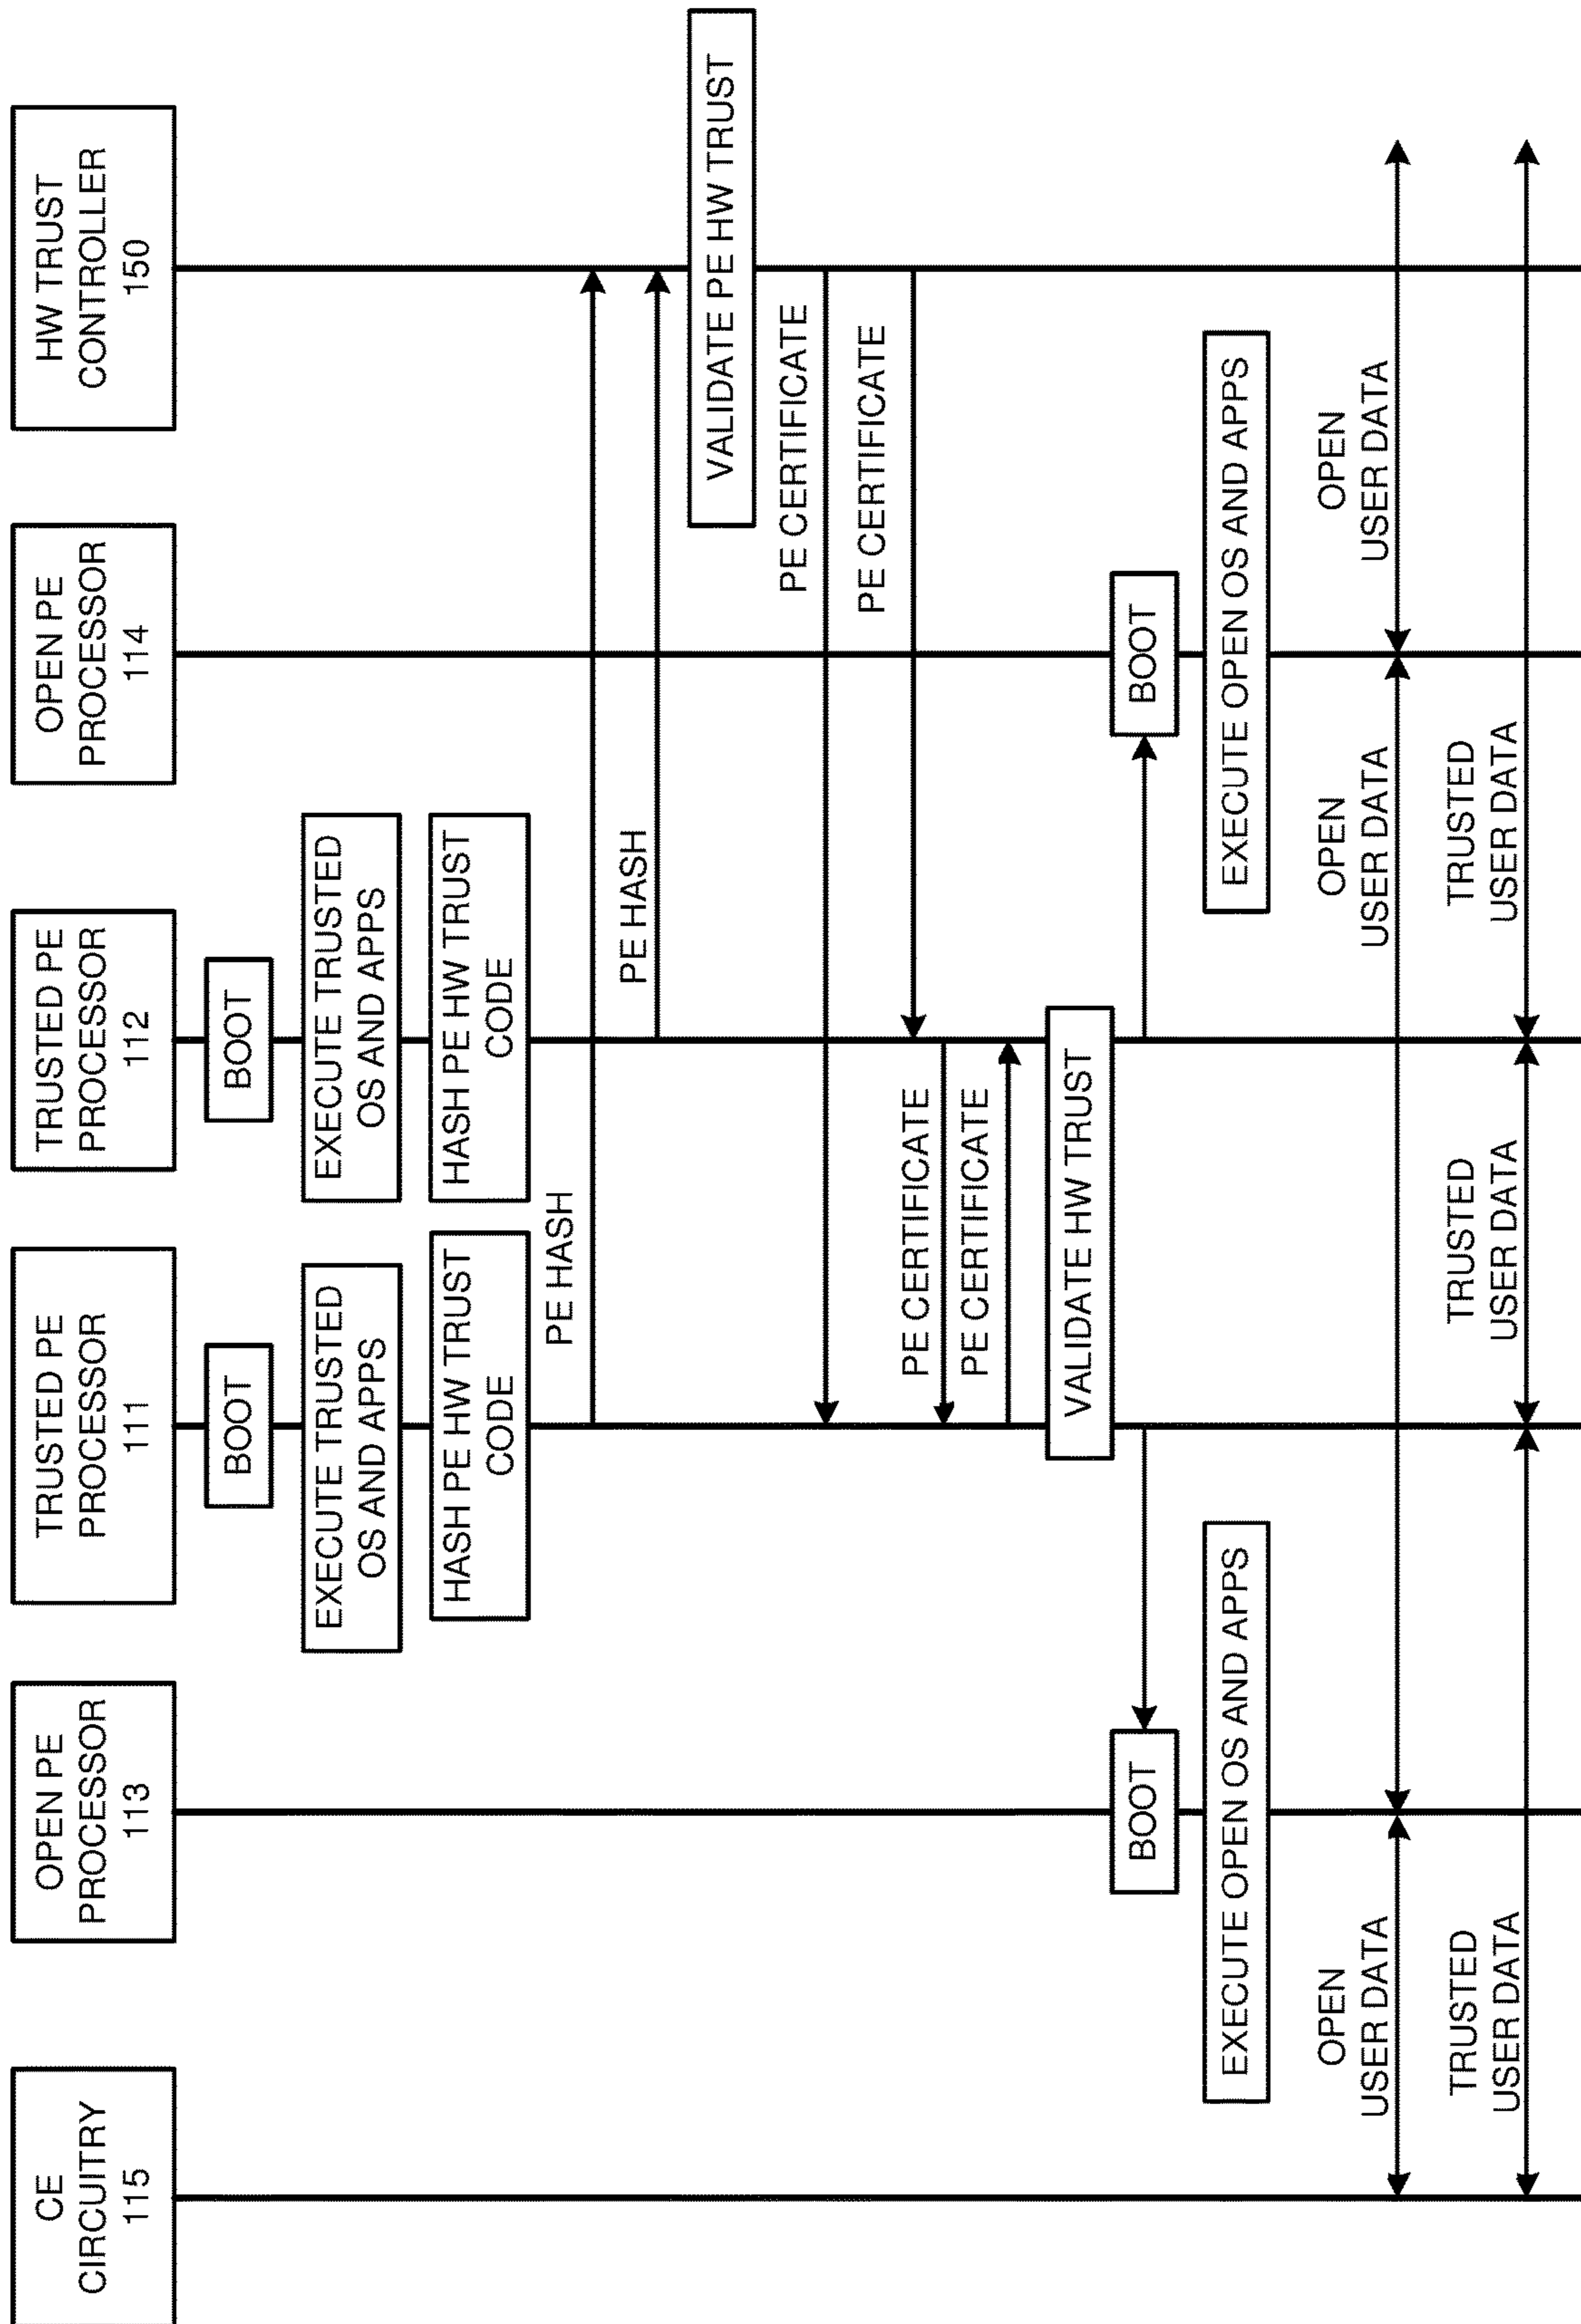 CE
CIRCUITRY
115
OPEN PE
PROCESSOR
113
TRUSTED PE
PROCESSOR
111
TRUSTED PE
PROCESSOR
112
OPEN PE
PROCESSOR
114
HW TRUST
CONTROLLER
150
BOOT
BOOT
EXECUTE TRUSTED
OS AND APPS
EXECUTE TRUSTED
OS AND APPS
HASH PE HW TRUST
CODE
HASH PE HW TRUST
CODE
PE HASH
PE HASH
VALIDATE PE HW TRUST
PE CERTIFICATE
PE CERTIFICATE
PE CERTIFICATE
PE CERTIFICATE
VALIDATE HW TRUST
BOOT
BOOT
EXECUTE OPEN OS AND APPS
EXECUTE OPEN OS AND APPS
OPEN
USER DATA
OPEN
USER DATA
OPEN
USER DATA
TRUSTED
USER DATA
TRUSTED
USER DATA
TRUSTED
USER DATA